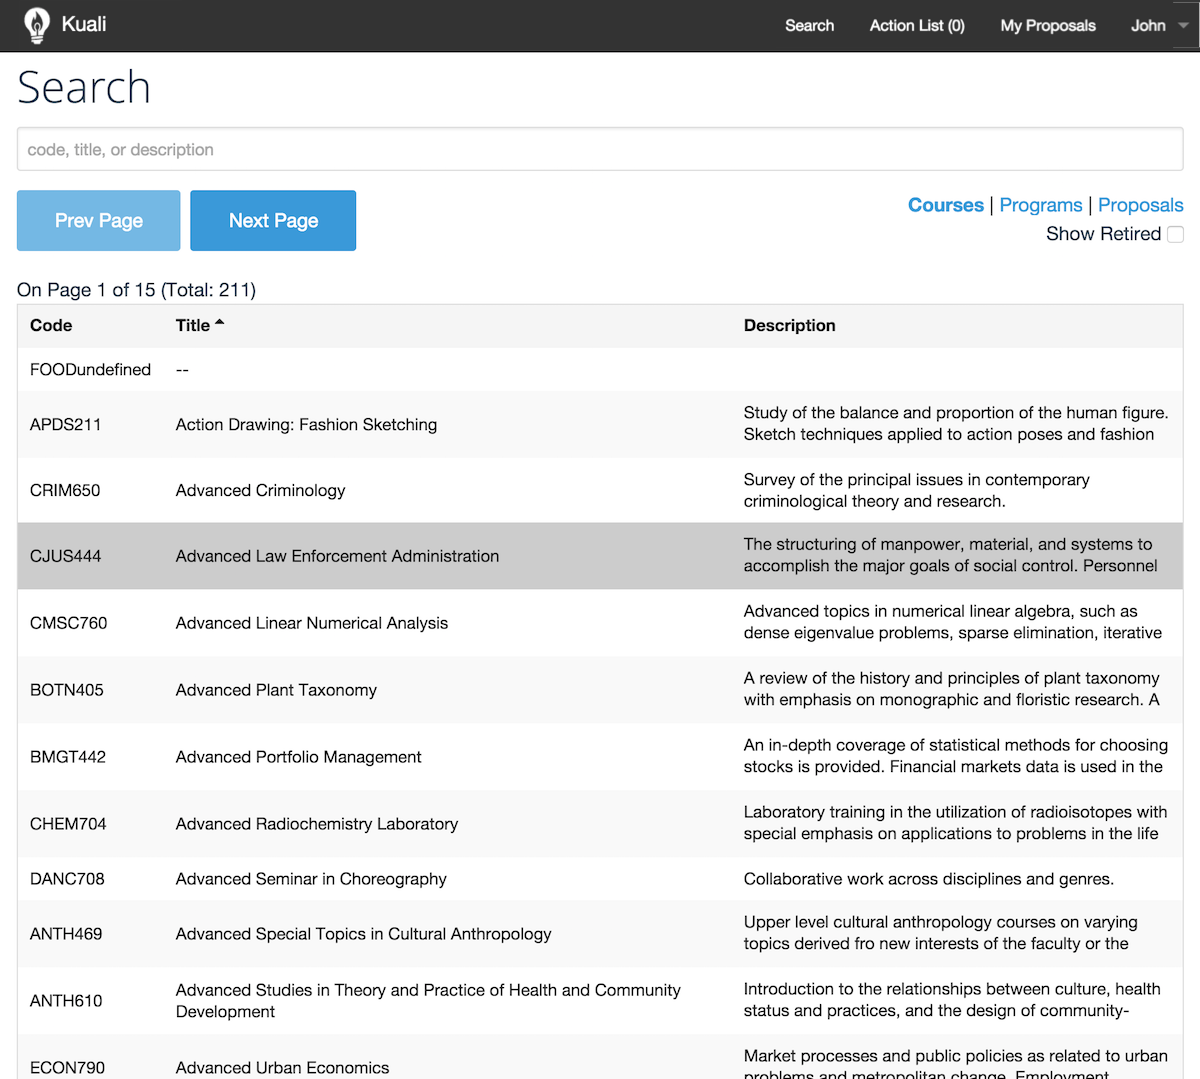 Kuali
Search
Action List (0)
My Proposals
John
Search
code, title, or description
Prev Page
Next Page
Courses | Programs | Proposals
Show Retired
On Page 1 of 15 (Total: 211)
Code
Title
Description
FOODundefined
--
APDS211
Action Drawing: Fashion Sketching
Study of the balance and proportion of the human figure.
Sketch techniques applied to action poses and fashion
CRIM650
Advanced Criminology
Survey of the principal issues in contemporary
criminological theory and research.
CJUS444
Advanced Law Enforcement Administration
The structuring of manpower, material, and systems to
accomplish the major goals of social control. Personnel
CMSC760
Advanced Linear Numerical Analysis
Advanced topics in numerical linear algebra, such as
dense eigenvalue problems, sparse elimination, iterative
BOTN405
Advanced Plant Taxonomy
A review of the history and principles of plant taxonomy
with emphasis on monographic and floristic research. A
BMGT442
Advanced Portfolio Management
An in-depth coverage of statistical methods for choosing
stocks is provided. Financial markets data is used in the
CHEM704
Advanced Radiochemistry Laboratory
Laboratory training in the utilization of radioisotopes with
special emphasis on applications to problems in the life
DANC708
Advanced Seminar in Choreography
Collaborative work across disciplines and genres.
ANTH469
Advanced Special Topics in Cultural Anthropology
Upper level cultural anthropology courses on varying
topics derived fro new interests of the faculty or the
ANTH610
Advanced Studies in Theory and Practice of Health and Community
Development
Introduction to the relationships between culture, health
status and practices, and the design of community-
ECON790
Advanced Urban Economics
Market processes and public policies as related to urban
problems and metropolitan change. Employment